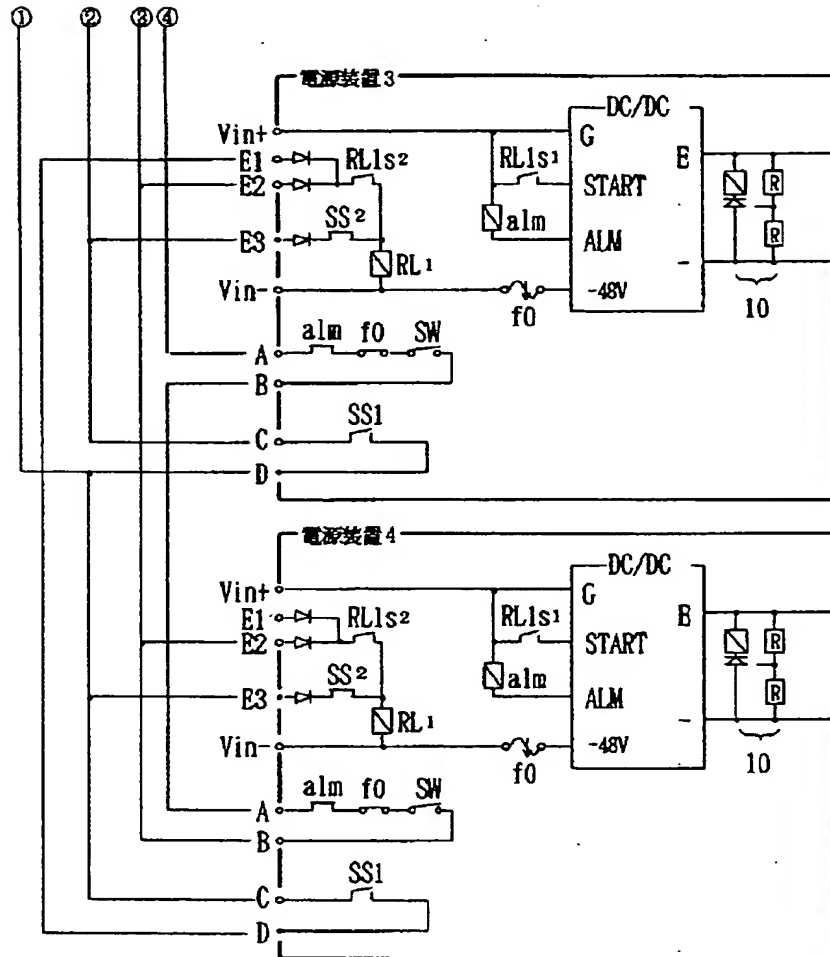 ① ② ③ ④
電源装置3
DC/DC
Vin+
G
E
E1
RL1s²
RL1s¹
E2
START
R
SS²
alm
E3
ALM
R
RL1
Vin-
-48V
f0
10
alm f0 SW
A
B
SS1
C
D
電源装置4
DC/DC
Vin+
G
E1
E
RL1s²
RL1s¹
E2
START
R
SS²
alm
E3
ALM
R
RL1
Vin-
-48V
f0
10
alm f0 SW
A
B
SS1
C
D